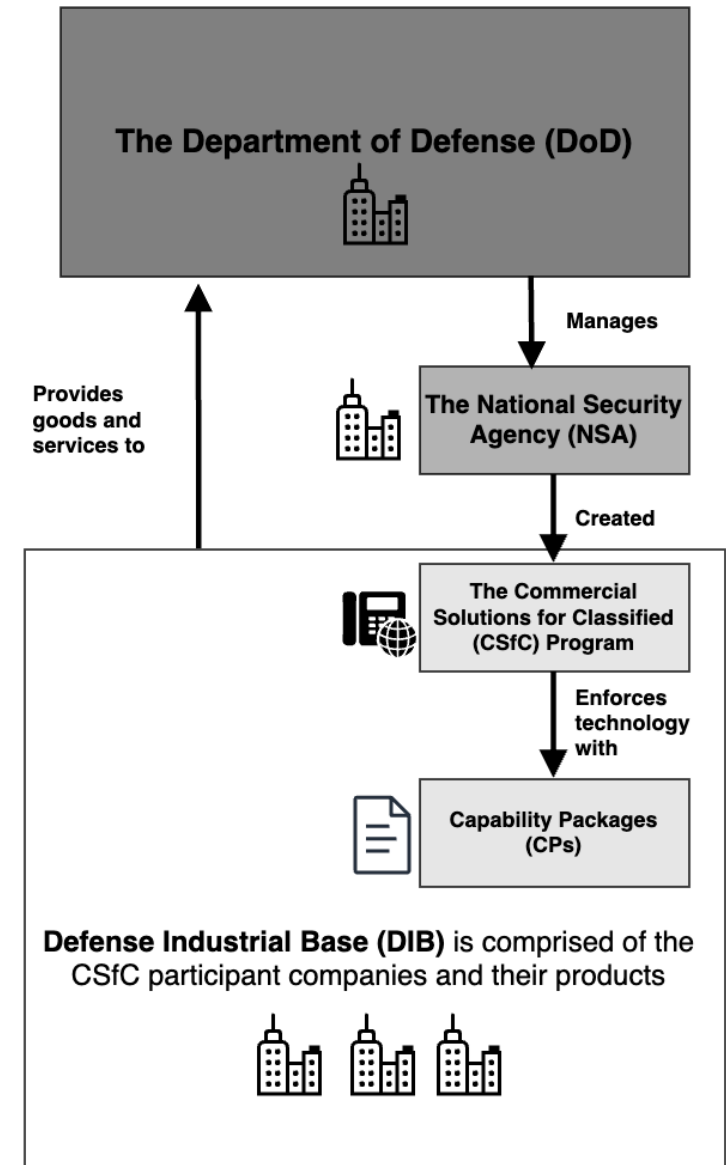 The Department of Defense (DoD)
Manages
Provides
goods and
services to
The National Security
Agency (NSA)
Created
The Commercial
Solutions for Classified
(CSfC) Program
Enforces
technology
with
Capability Packages
(CPs)
Defense Industrial Base (DIB) is comprised of the
CSfC participant companies and their products